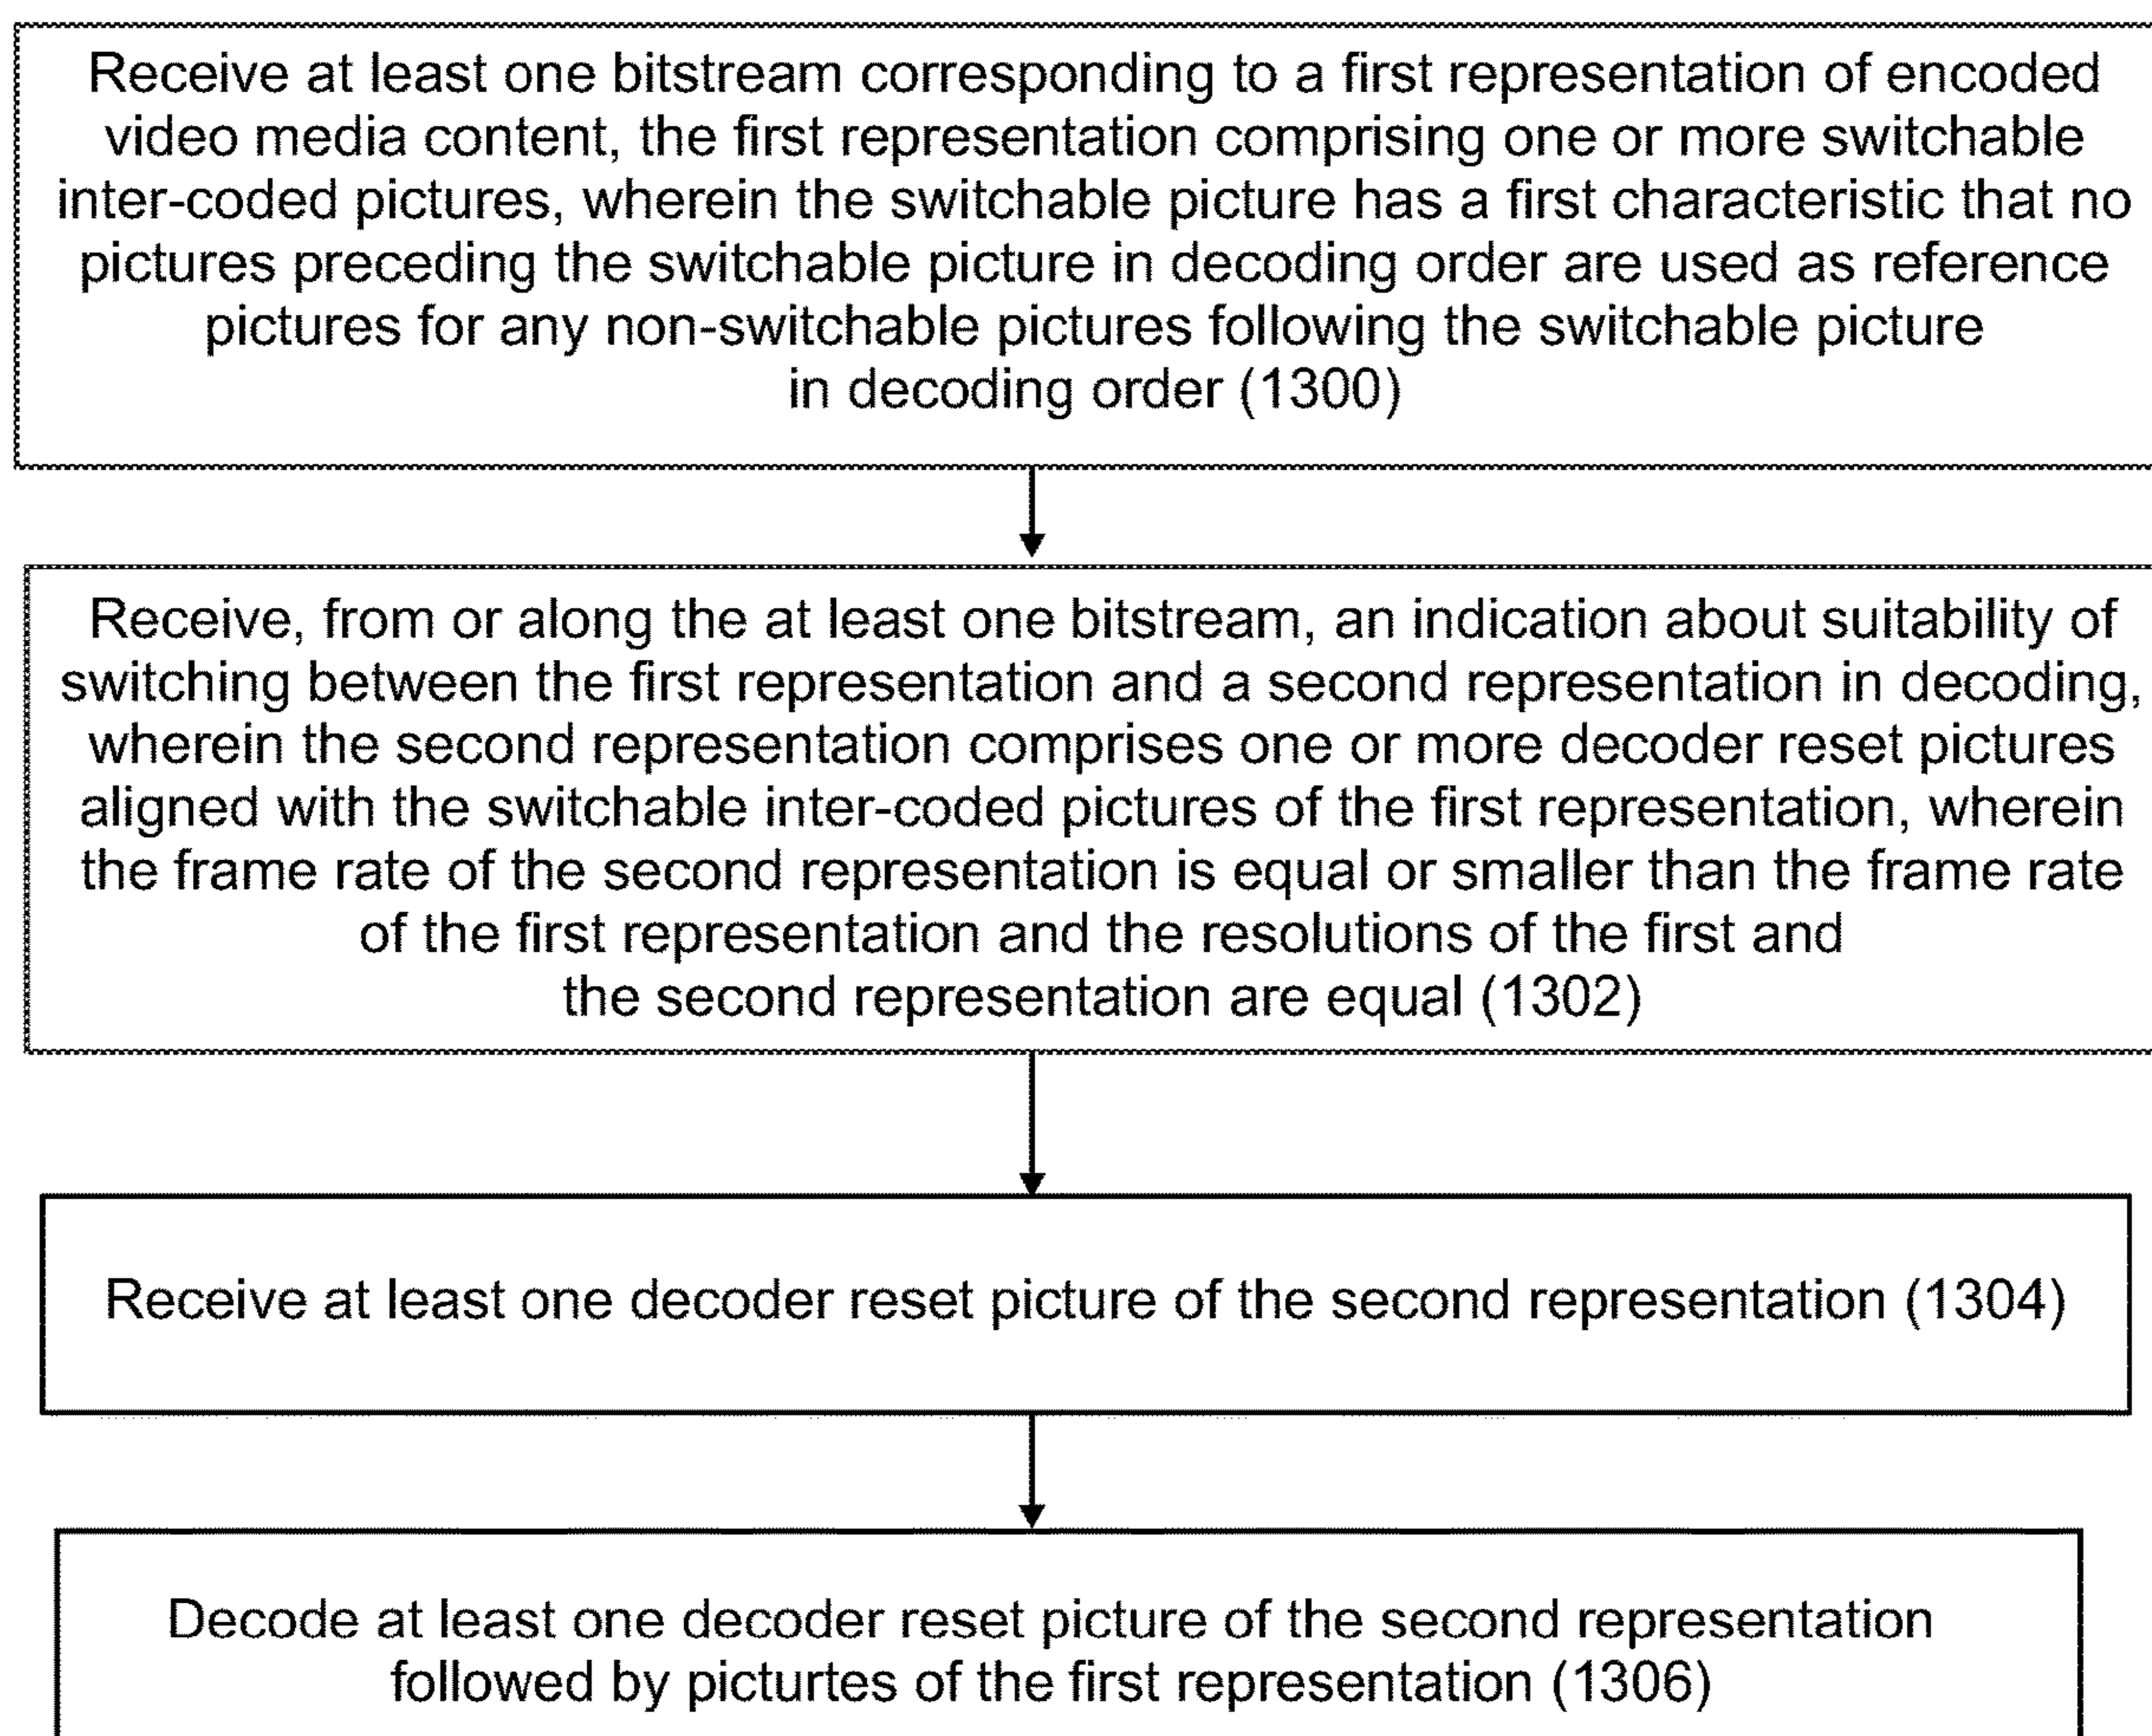 Receive at least one bitstream corresponding to a first representation of encoded
video media content, the first representation comprising one or more switchable
inter-coded pictures, wherein the switchable picture has a first characteristic that no
pictures preceding the switchable picture in decoding order are used as reference
pictures for any non-switchable pictures following the switchable picture
in decoding order (1300)
Receive, from or along the at least one bitstream, an indication about suitability of
switching between the first representation and a second representation in decoding,
wherein the second representation comprises one or more decoder reset pictures
aligned with the switchable inter-coded pictures of the first representation, wherein
the frame rate of the second representation is equal or smaller than the frame rate
of the first representation and the resolutions of the first and
the second representation are equal (1302)
Receive at least one decoder reset picture of the second representation (1304)
Decode at least one decoder reset picture of the second representation
followed by picturtes of the first representation (1306)